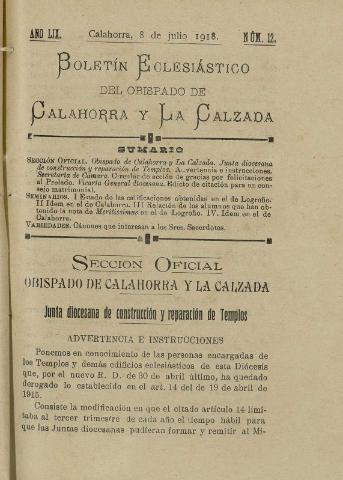 AÑO LIX. Calahorra, 8 de julio 1918. NÚM. 12.
BOLETÍN ECLESIÁSTICO
DEL OBISPADO DE
CALAHORRA Y LA CALZADA
SUMARIO
SECCIÓN OFICIAL. Obispado de Calahorra y La Calzada. Junta diocesana
de construcción y reparación de Templos. Advertencia e instrucciones.
Secretaría de Cámara. Circular de acción de gracias por felicitaciones
al Prelado. Vicaría General diocesana. Edicto de citación para un con-
sejo matrimonial.
SEMINARIOS. I Estado de las calificaciones obtenidas en el de Logroño.
II Idem en el de Calahorra. III Relación de los alumnos que han ob-
tenido la nota de Meritissimus en el de Logroño. IV. Idem en el de
Calahorra.
VARIEDADES. Cánones que interesan a los Sres. Sacerdotes.
SECCION OFICIAL
OBISPADO DE CALAHORRA Y LA CALZADA
Junta diocesana de construcción y reparación de Templos
ADVERTENCIA E INSTRUCCIONES
Ponemos en conocimiento de las personas encargadas de
los Templos y demás edificios eclesiásticos de esta Diócesis
que, por el nuevo R. D. de 30 de abril último, ha quedado
derogado lo establecido en el art. 14 del de 19 de abril de
1915.
Consiste la modificación en que el citado artículo 14 limi-
taba al tercer trimestre de cada año el tiempo hábil para
que las Juntas diocesanas pudieran formar y remitir al Mi-